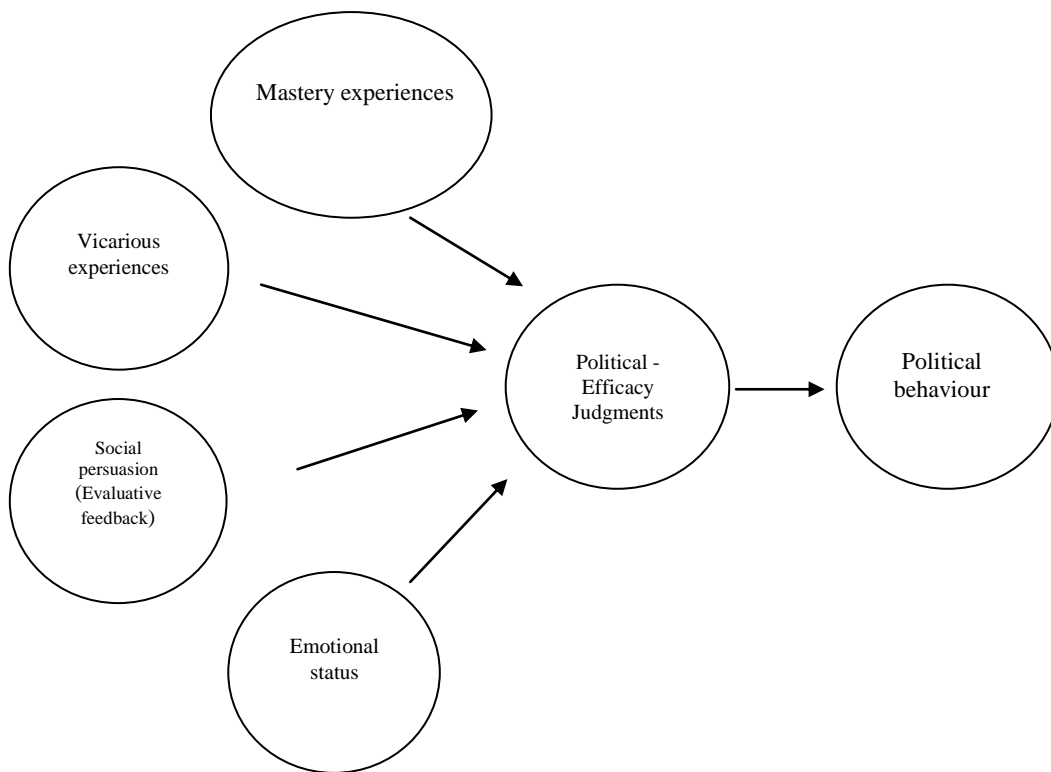 Mastery experiences
Vicarious
experiences
Social
persuasion
(Evaluative
feedback)
Emotional
status
Political -
Efficacy
Judgments
Political
behaviour